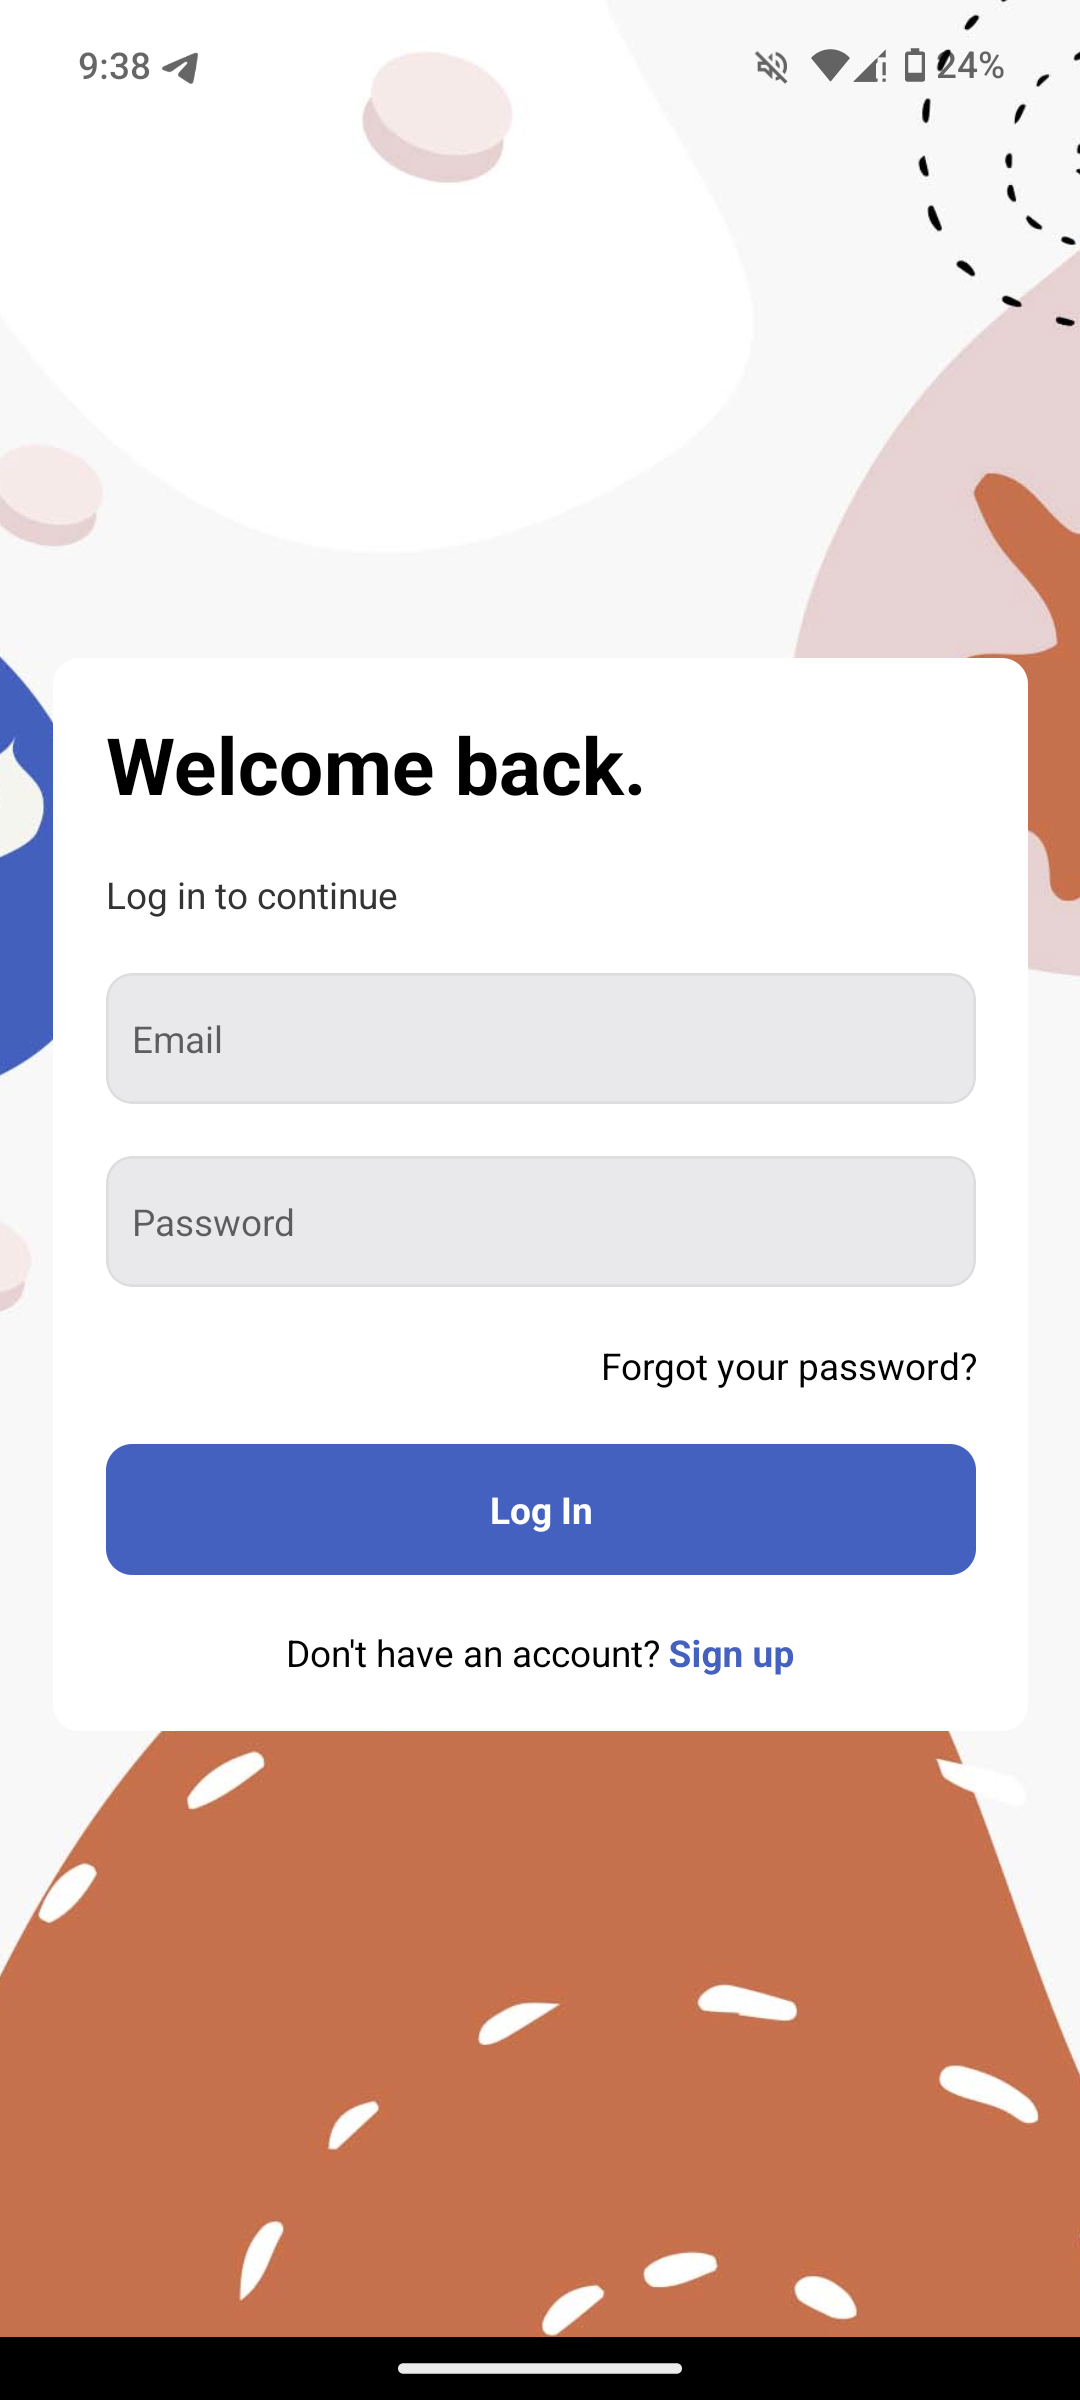 9:38
24%
Welcome back.
Log in to continue
Email
Password
Forgot your password?
Log In
Don't have an account? Sign up